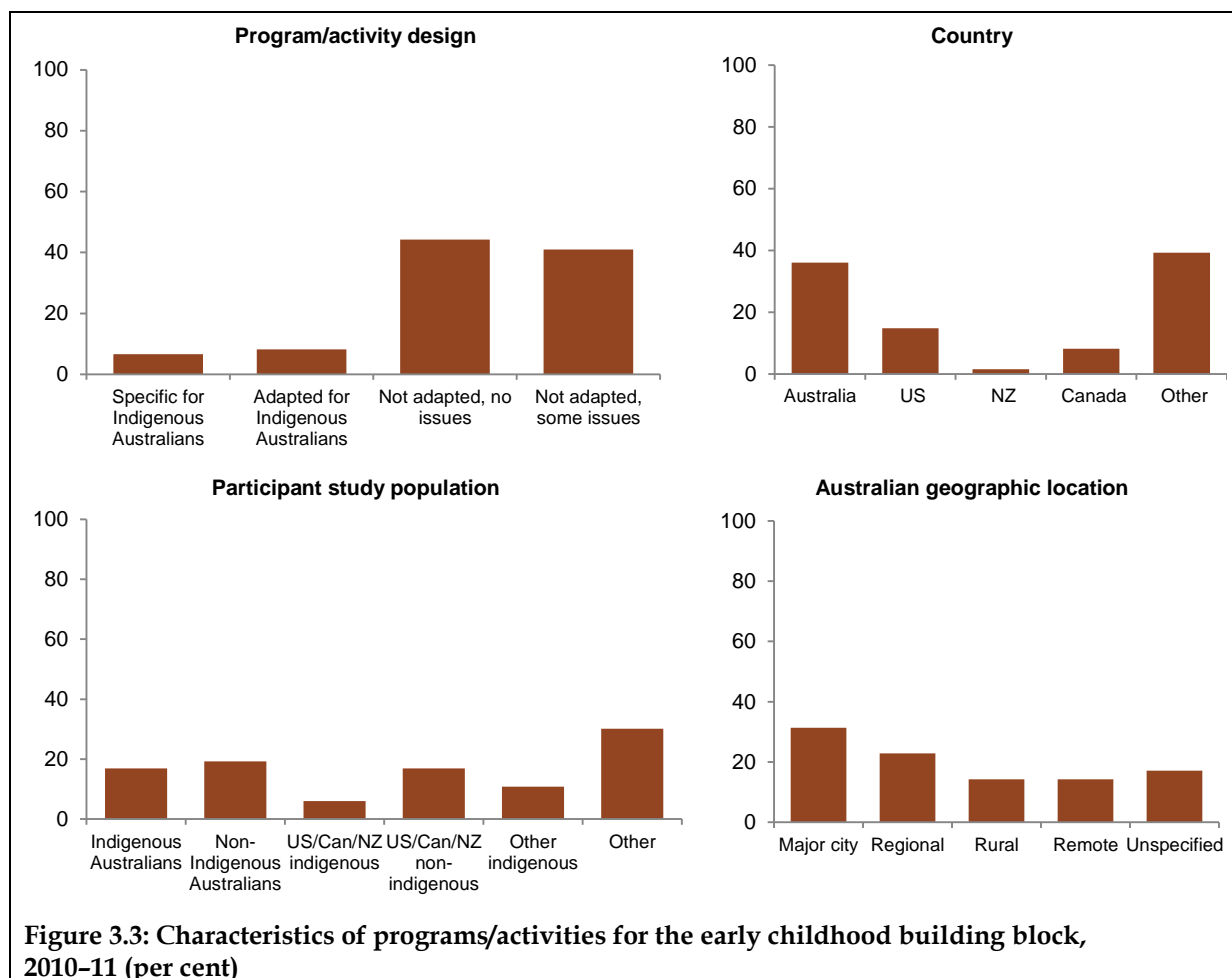 Program/activity design
100
80
60
40
20
0
Specific for
Indigenous
Australians
Adapted for
Indigenous
Australians
Not adapted, no
issues
Not adapted,
some issues
Country
100
80
60
40
20
0
Australia
US
NZ
Canada
Other
Participant study population
100
80
60
40
20
0
Indigenous
Australians
Non-
Indigenous
Australians
US/Can/NZ
indigenous
US/Can/NZ
non-
indigenous
Other
indigenous
Other
Australian geographic location
100
80
60
40
20
0
Major city
Regional
Rural
Remote
Unspecified
Figure 3.3: Characteristics of programs/activities for the early childhood building block,
2010–11 (per cent)